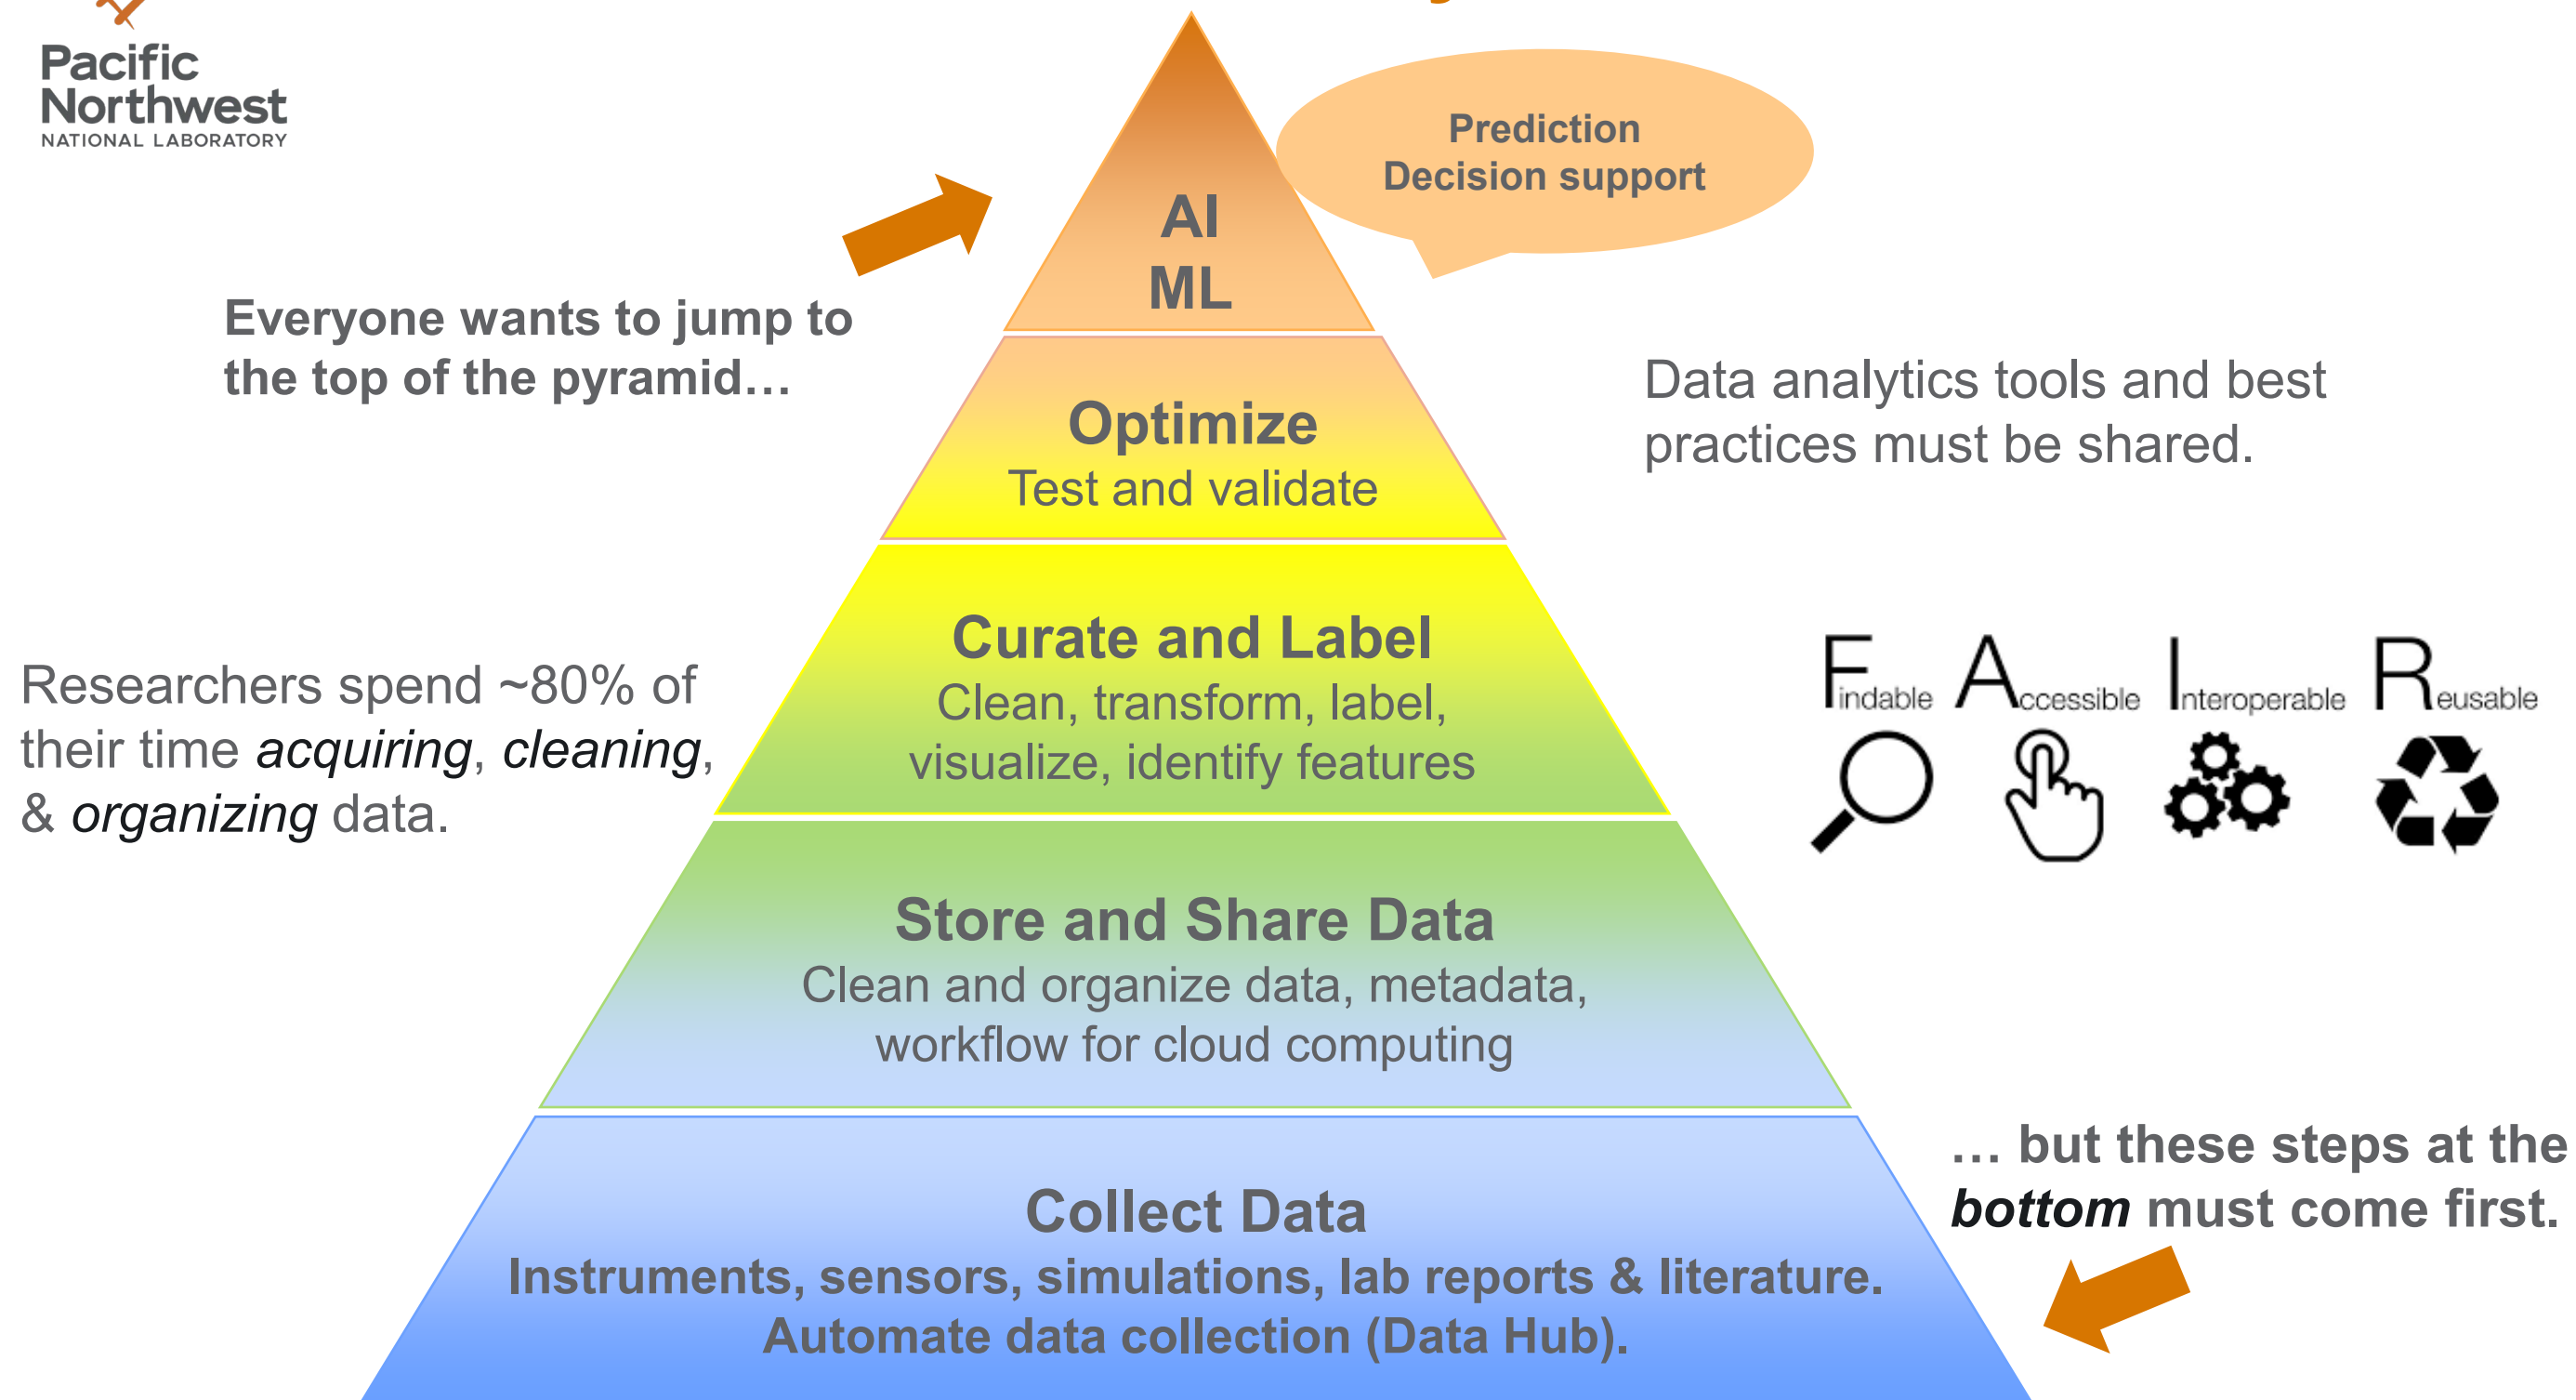 Pacific
Northwest
NATIONAL LABORATORY
Prediction
Decision support
AI
ML
Everyone wants to jump to
the top of the pyramid…
Optimize
Test and validate
Data analytics tools and best
practices must be shared.
Curate and Label
Clean, transform, label,
visualize, identify features
Researchers spend ~80% of
their time acquiring, cleaning,
& organizing data.
Findable Accessible Interoperable Reusable
Store and Share Data
Clean and organize data, metadata,
workflow for cloud computing
… but these steps at the
bottom must come first.
Collect Data
Instruments, sensors, simulations, lab reports & literature.
Automate data collection (Data Hub).